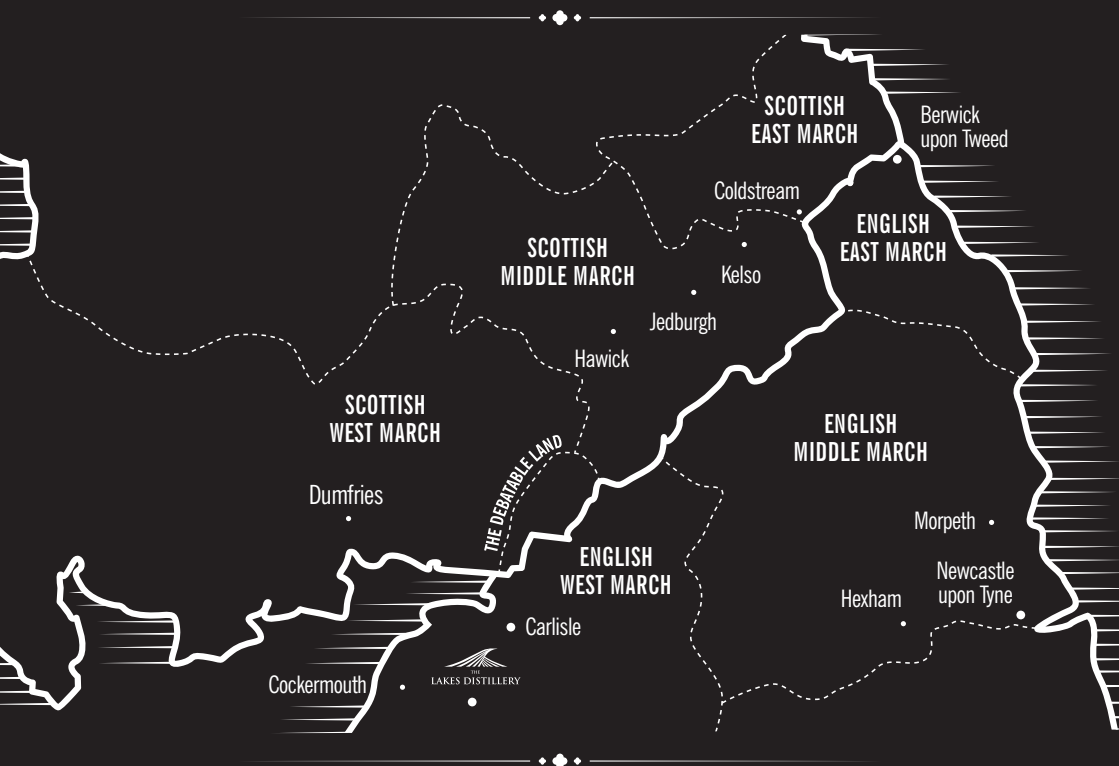 SCOTTISH
EAST MARCH
Berwick
upon Tweed
Coldstream
ENGLISH
EAST MARCH
SCOTTISH
MIDDLE MARCH
Kelso
Jedburgh
Hawick
SCOTTISH
WEST MARCH
ENGLISH
MIDDLE MARCH
THE DEBATABLE LAND
Dumfries
Morpeth
ENGLISH
WEST MARCH
Newcastle
upon Tyne
Hexham
Carlisle
THE
LAKES DISTILLERY
Cockermouth